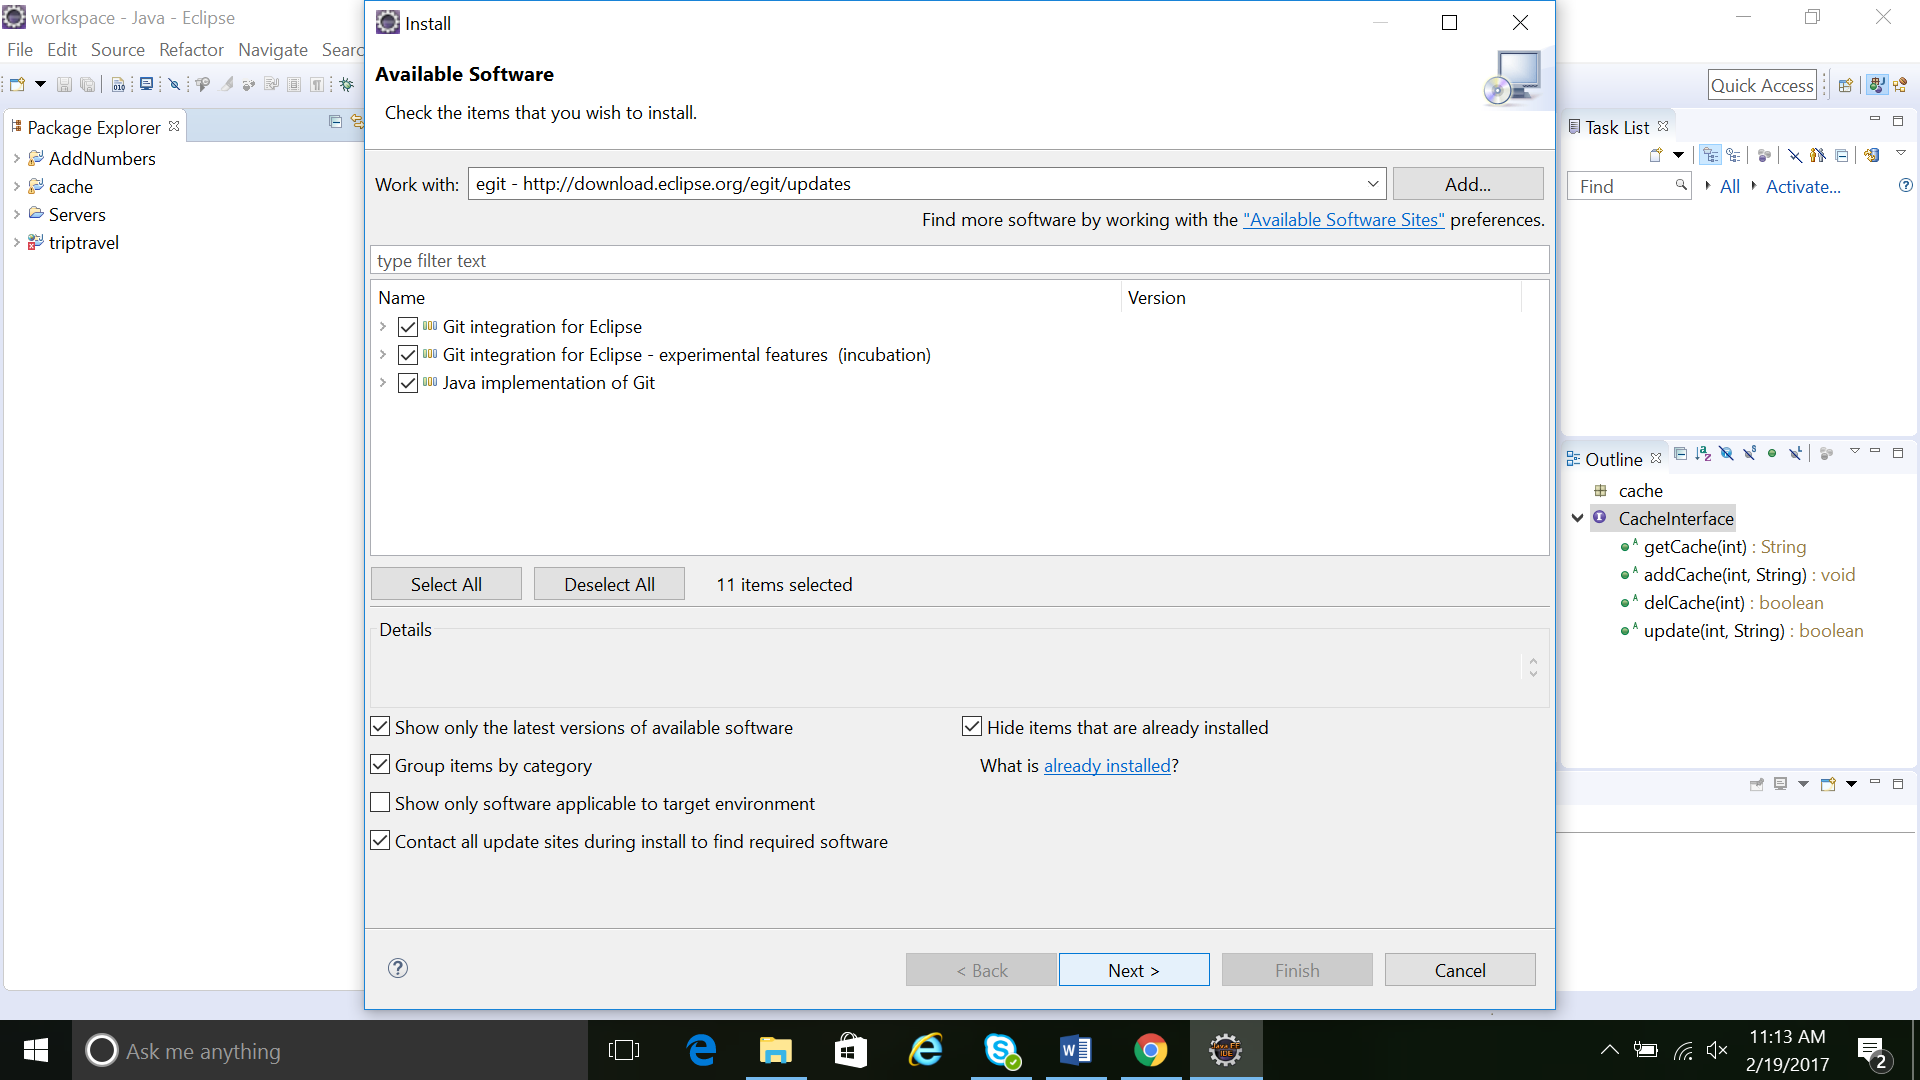 workspace - Java - Eclipse
File Edit Source Refactor Navigate Searc
Quick Access
Package Explorer
AddNumbers
cache
Servers
triptravel
Install
Available Software
Check the items that you wish to install.
Work with: egit - http://download.eclipse.org/egit/updates Add...
Find more software by working with the "Available Software Sites" preferences.
type filter text
Name Version
Git integration for Eclipse
Git integration for Eclipse - experimental features (incubation)
Java implementation of Git
Select All Deselect All 11 items selected
Details
Show only the latest versions of available software Hide items that are already installed
Group items by category What is already installed?
Show only software applicable to target environment
Contact all update sites during install to find required software
< Back Next > Finish Cancel
Task List
Find All Activate...
Outline
cache
CacheInterface
getCache(int) : String
addCache(int, String) : void
delCache(int) : boolean
update(int, String) : boolean
Ask me anything
11:13 AM
2/19/2017
2